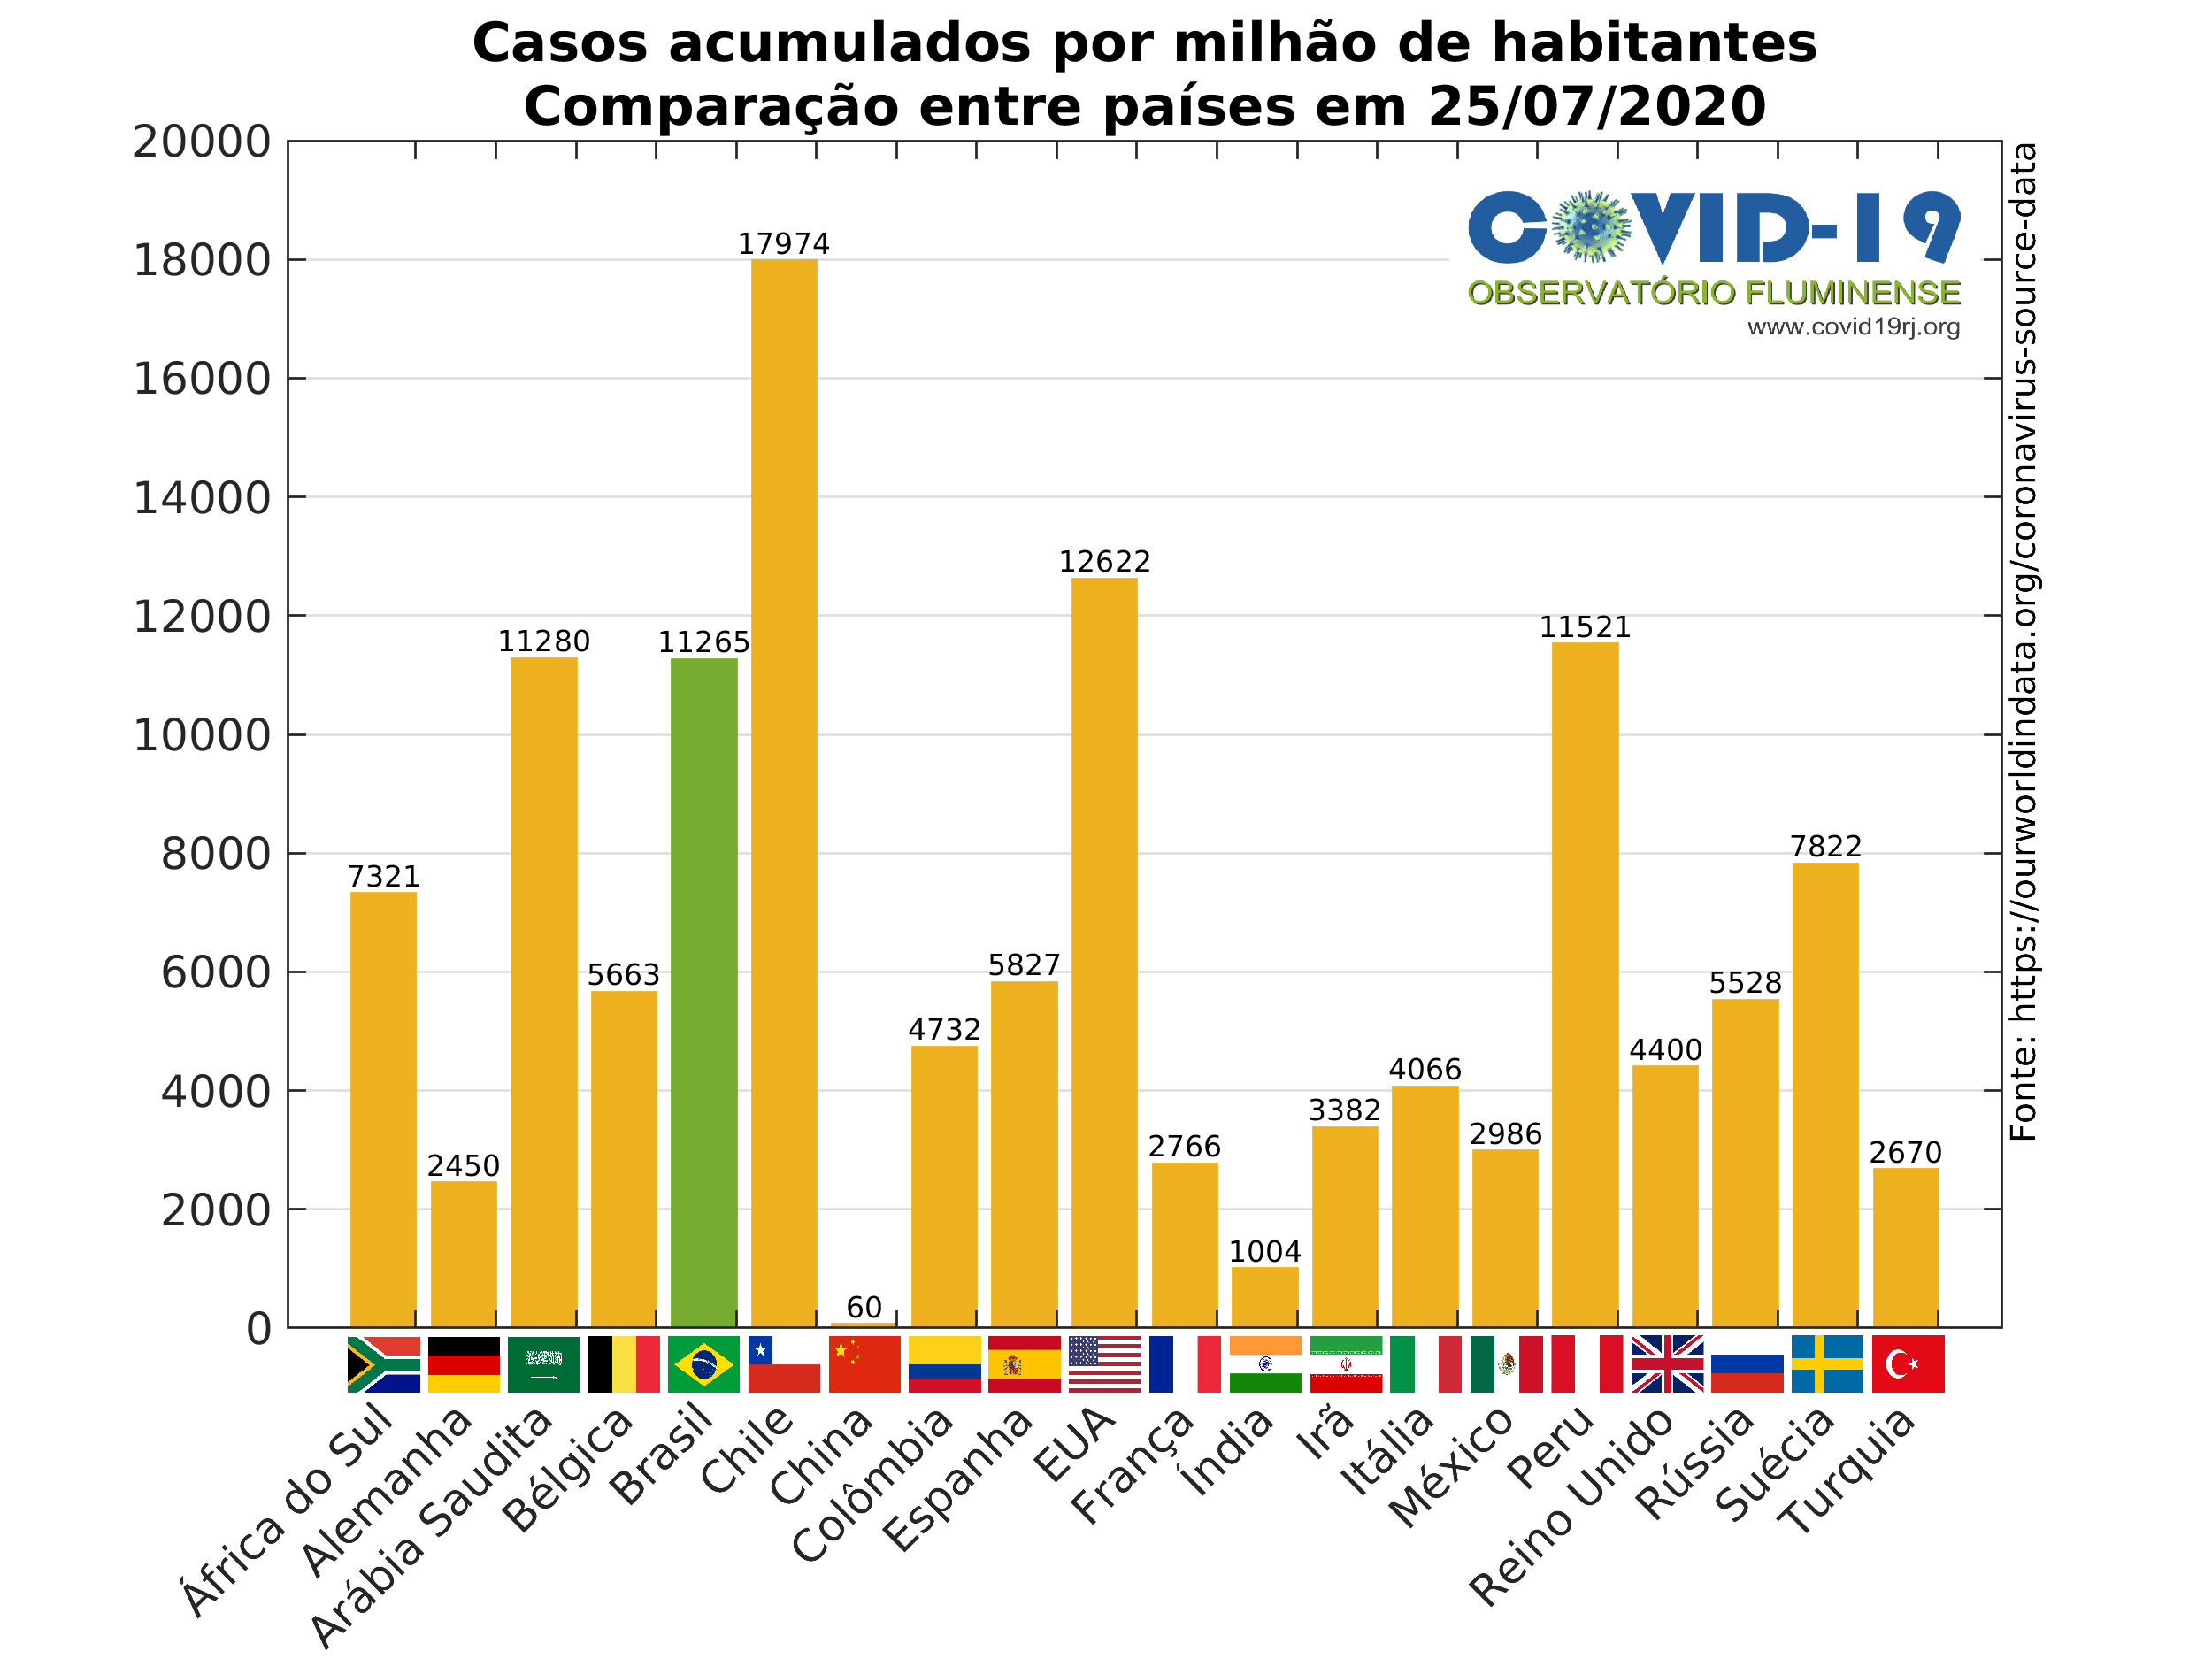 Casos acumulados por milhão de habitantes
Comparação entre países em 25/07/2020
20000
18000
16000
14000
12000
10000
8000
6000
4000
2000
0
COVID-19
OBSERVATÓRIO FLUMINENSE
www.covid19rj.org
Fonte: https://ourworldindata.org/coronavirus-source-data
7321
2450
11280
5663
11265
17974
60
4732
5827
12622
2766
1004
3382
4066
2986
11521
4400
5528
7822
2670
África do Sul
Alemanha
Arábia Saudita
Bélgica
Brasil
Chile
China
Colômbia
Espanha
EUA
França
Índia
Irã
Itália
México
Peru
Reino Unido
Rússia
Suécia
Turquia